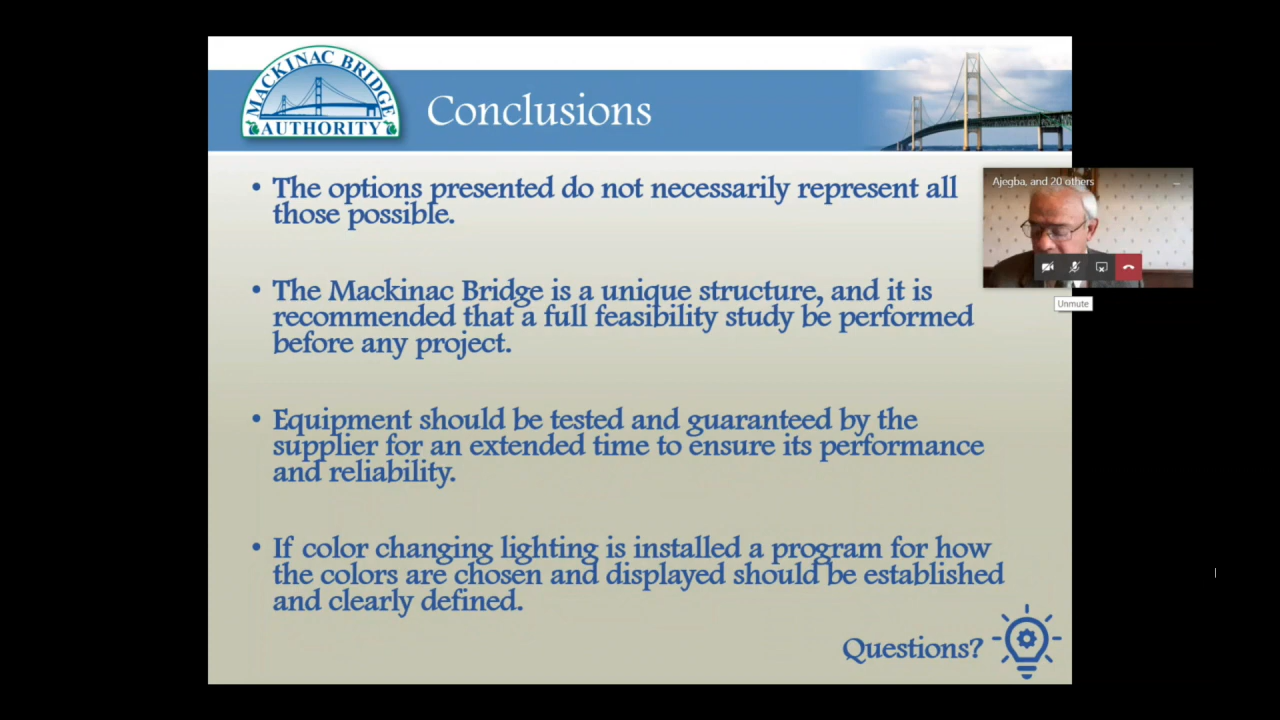 MACKINAC BRIDGE
AUTHORITY
Conclusions
• The options presented do not necessarily represent all
those possible.
Ajegba, and 20 others
Unmute
• The Mackinac Bridge is a unique structure, and it is
recommended that a full feasibility study be performed
before any project.
• Equipment should be tested and guaranteed by the
supplier for an extended time to ensure its performance
and reliability.
• If color changing lighting is installed a program for how
the colors are chosen and displayed should be established
and clearly defined.
Questions?